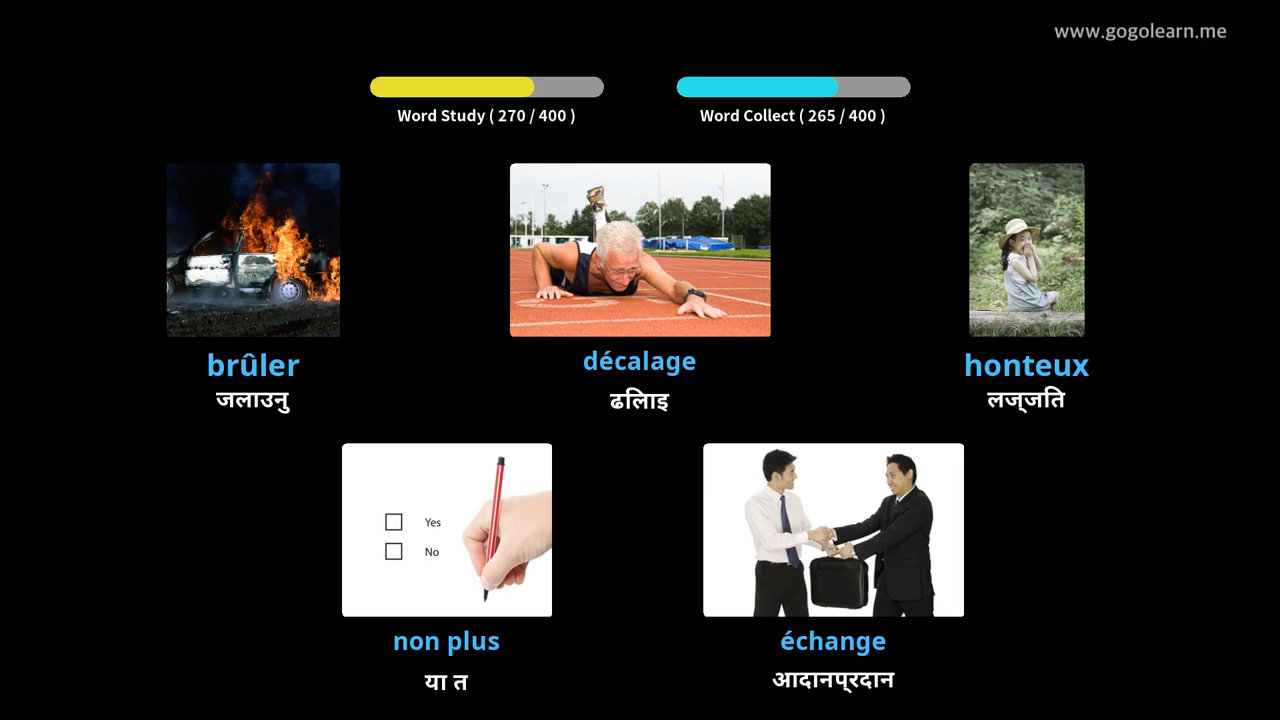 www.gogolearn.me
Word Study ( 270 / 400 )
Word Collect ( 265 / 400 )
brûler
जलाउनु
décalage
ढिलाइ
honteux
लज्जित
Yes
No
non plus
या त
échange
आदानप्रदान